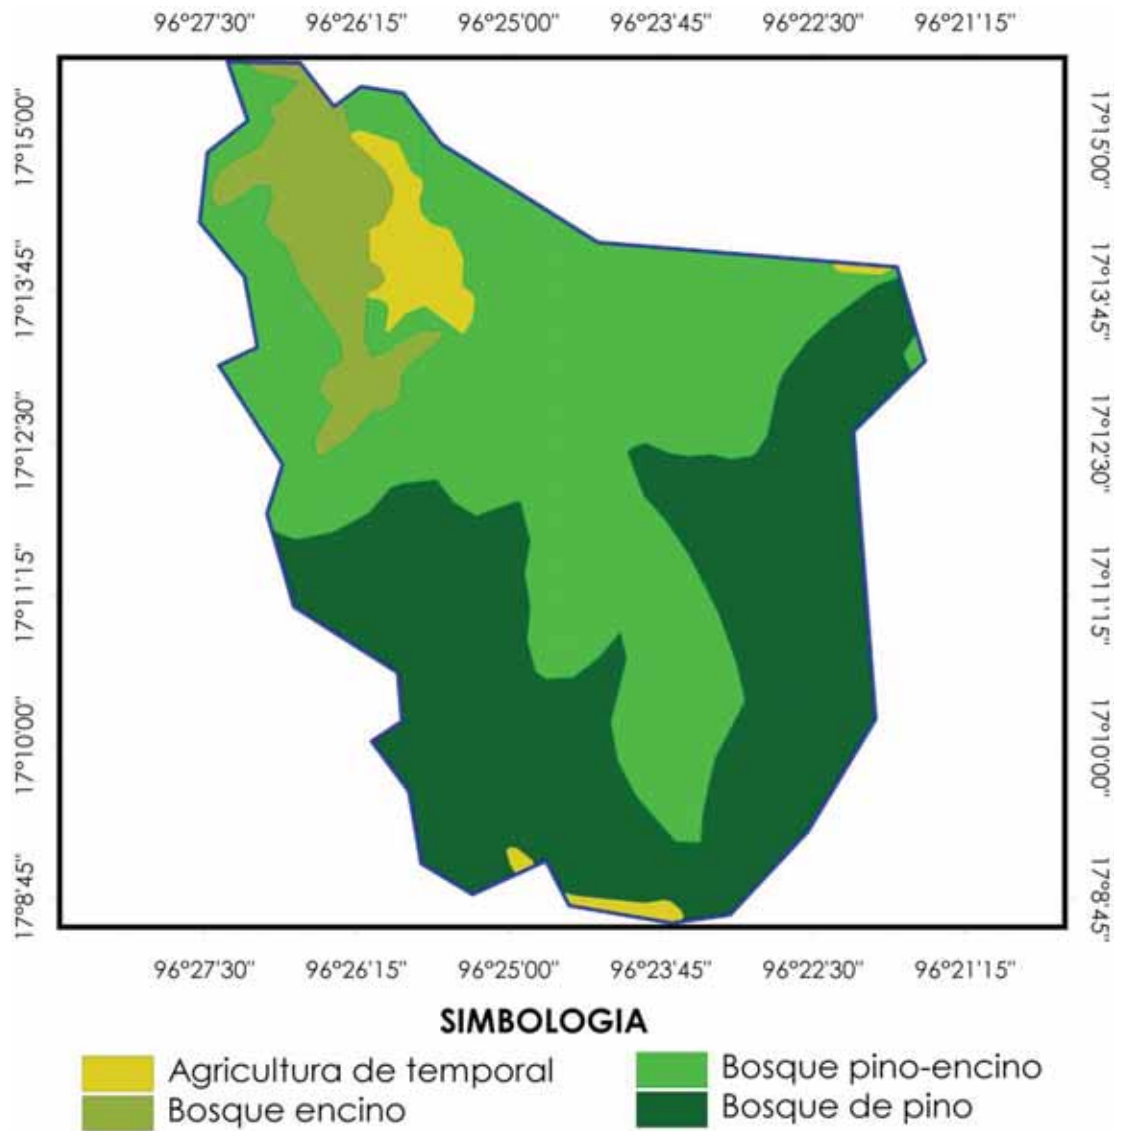 96°27'30" 96°26'15" 96°25'00" 96°23'45" 96°22'30" 96°21'15"
17°15'00" 17°15'00"
17°13'45" 17°13'45"
17°12'30" 17°12'30"
17°11'15" 17°11'15"
17°10'00" 17°10'00"
17°8'45" 17°8'45"
96°27'30" 96°26'15" 96°25'00" 96°23'45" 96°22'30" 96°21'15"
SIMBOLOGIA
Agricultura de temporal Bosque pino-encino
Bosque encino Bosque de pino